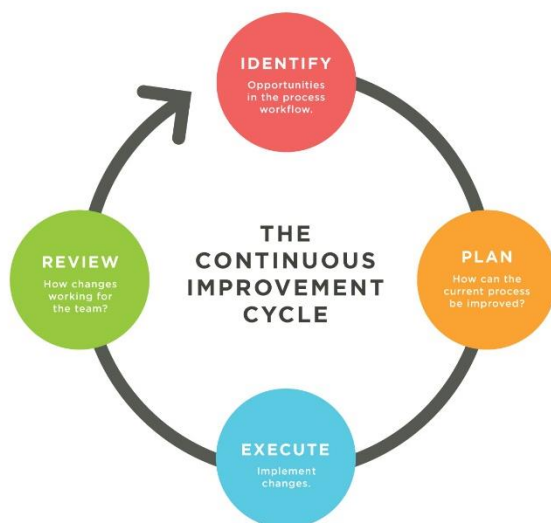 IDENTIFY
Opportunities
in the process
workflow.
PLAN
How can the
current process
be improved?
EXECUTE
Implement
changes.
REVIEW
How changes
working for
the team?
THE
CONTINUOUS
IMPROVEMENT
CYCLE